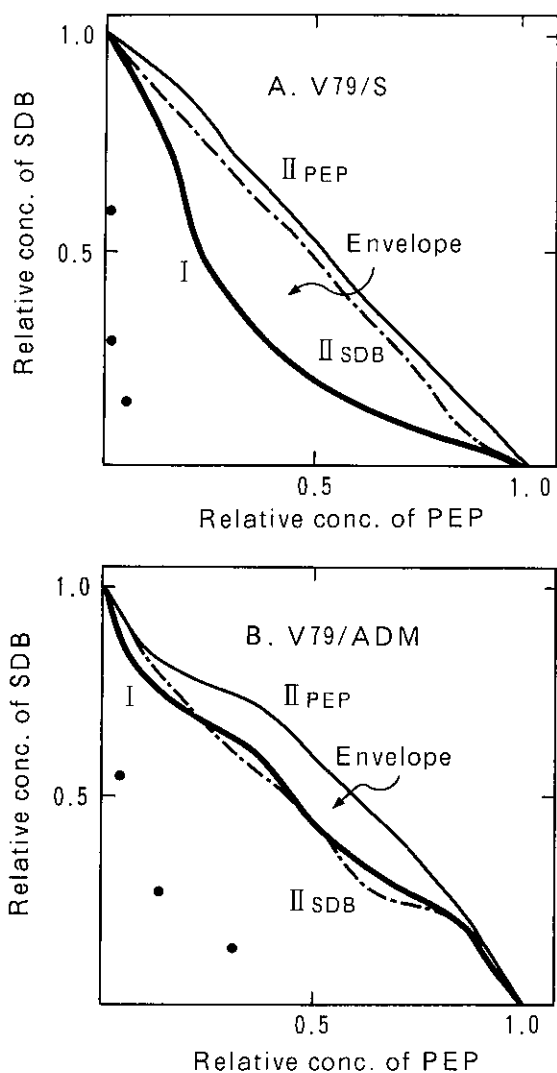 1.0
A. V79/S
II PEP
Envelope
0.5
I
II SDB
Relative conc. of SDB
0.5
1.0
Relative conc. of PEP
1.0
B. V79/ADM
I
II PEP
Envelope
0.5
II SDB
Relative conc. of SDB
0.5
1.0
Relative conc. of PEP